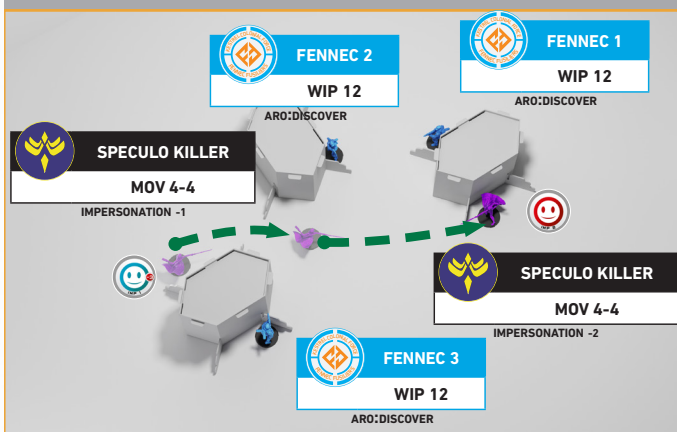 FENNEC 1
WIP 12
ARO:DISCOVER
FENNEC 2
WIP 12
ARO:DISCOVER
SPECULO KILLER
MOV 4-4
IMPERSONATION -1
SPECULO KILLER
MOV 4-4
IMPERSONATION -2
FENNEC 3
WIP 12
ARO:DISCOVER